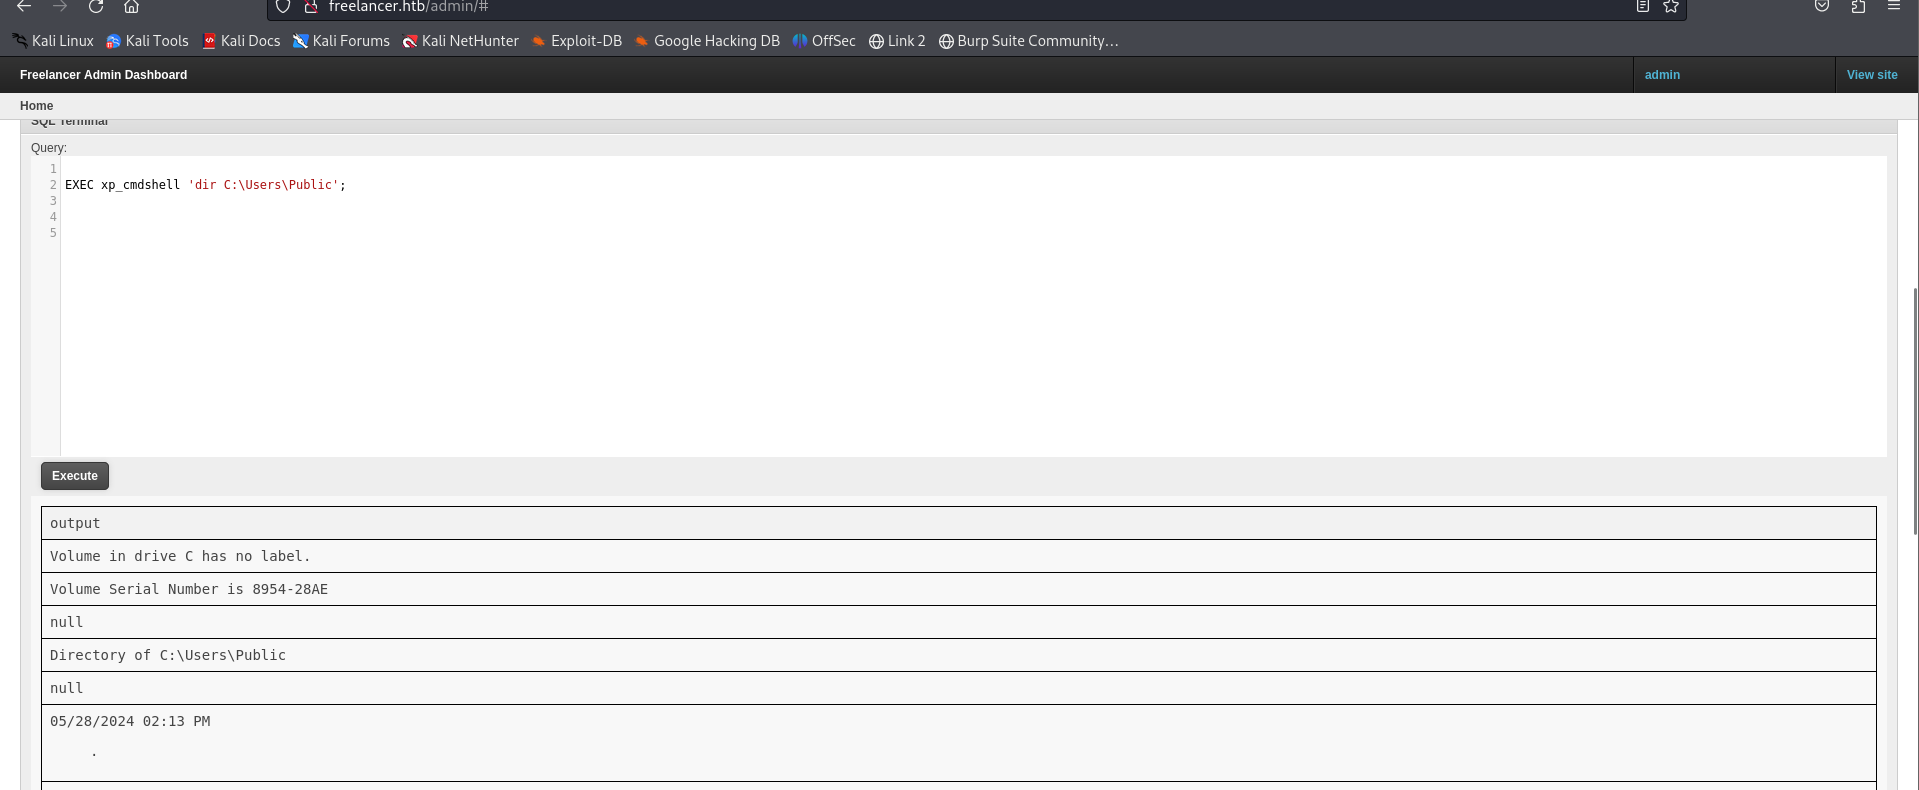 freelancer.htb/admin/#
Kali Linux Kali Tools Kali Docs Kali Forums Kali NetHunter Exploit-DB Google Hacking DB OffSec Link 2 Burp Suite Community…
Freelancer Admin Dashboard admin View site
Home
SQL Terminal
Query:
1
2 EXEC xp_cmdshell 'dir C:\Users\Public';
3
4
5
Execute
output
Volume in drive C has no label.
Volume Serial Number is 8954-28AE
null
Directory of C:\Users\Public
null
05/28/2024 02:13 PM
.